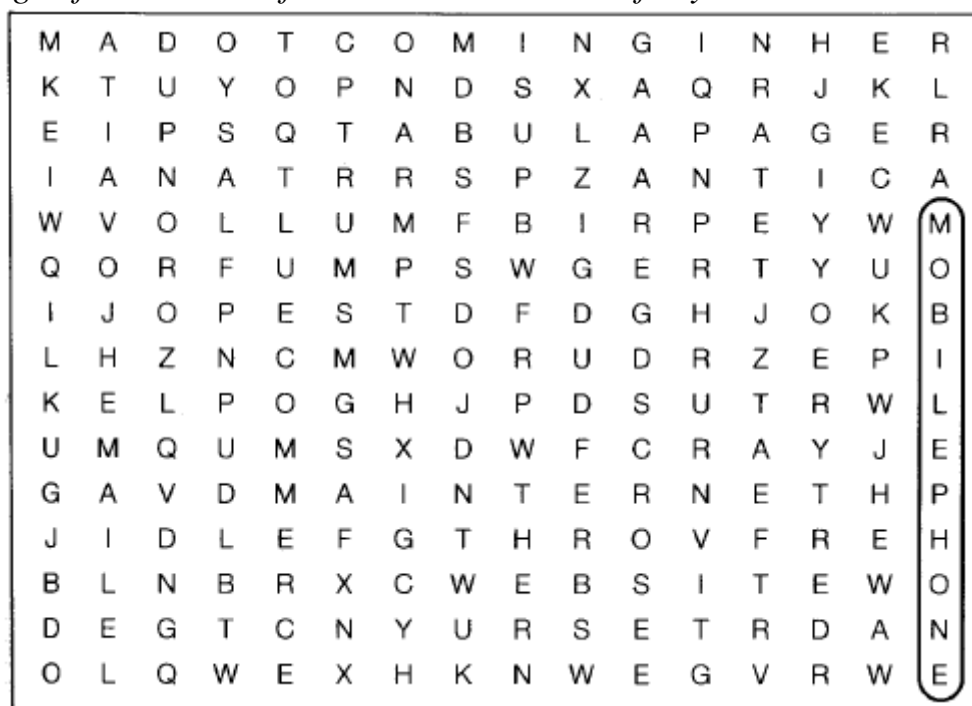 M A D O T C O M I N G I N H E R
K T U Y O P N D S X A Q R J K L
E I P S Q T A B U L A P A G E R
I A N A T R R S P Z A N T I C A
W V O L L U M F B I R P E Y W M
Q O R F U M P S W G E R T Y U O
I J O P E S T D F D G H J O K B
L H Z N C M W O R U D R Z E P I
K E L P O G H J P D S U T R W L
U M Q U M S X D W F C R A Y J E
G A V D M A I N T E R N E T H P
J I D L E F G T H R O V F R E H
B L N B R X C W E B S I T E W O
D E G T C N Y U R S E T R D A N
O L Q W E X H K N W E G V R W E